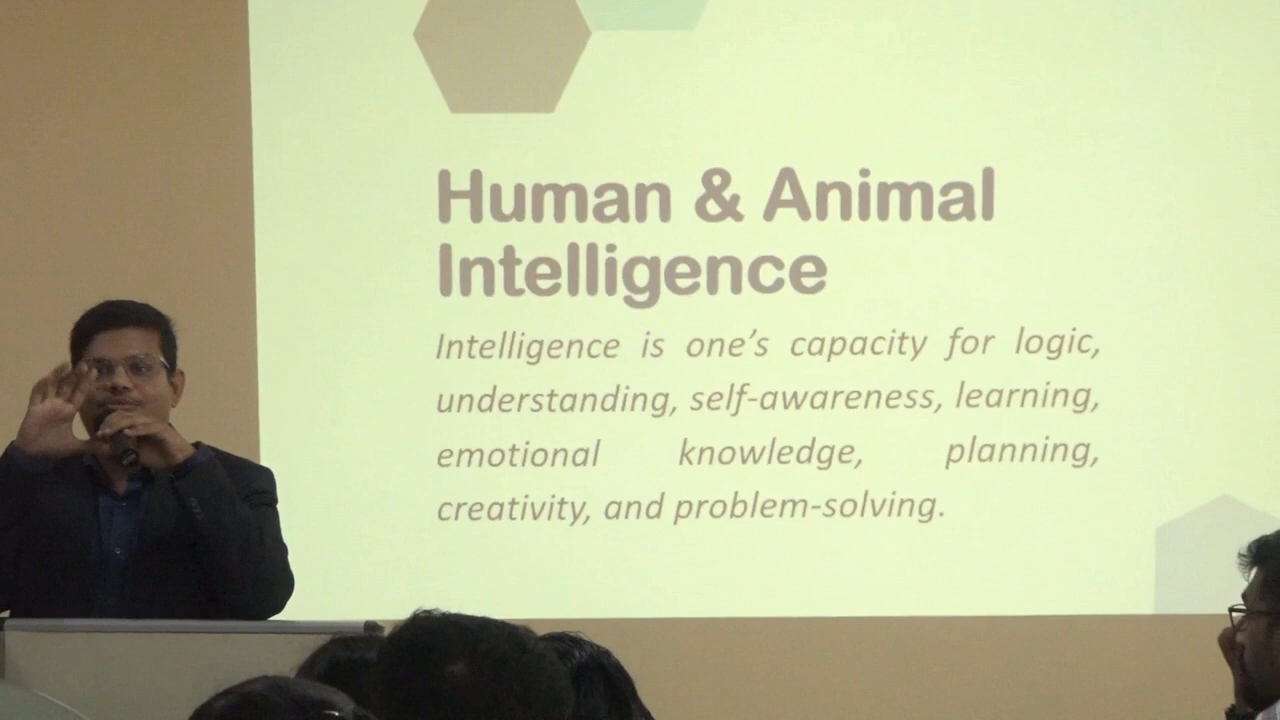 Human & Animal
Intelligence
Intelligence is one’s capacity for logic,
understanding, self-awareness, learning,
emotional knowledge, planning,
creativity, and problem-solving.